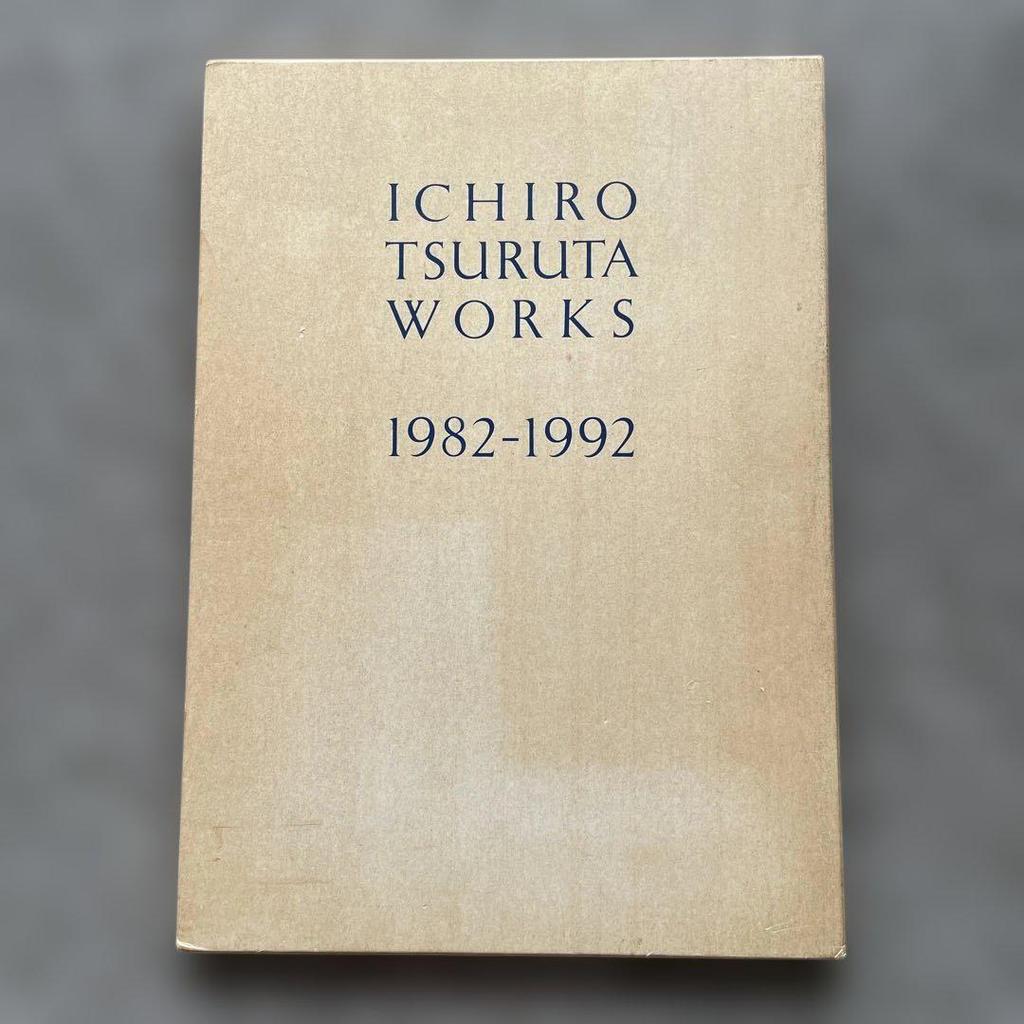 ICHIRO
TSURUTA
WORKS
1982-1992